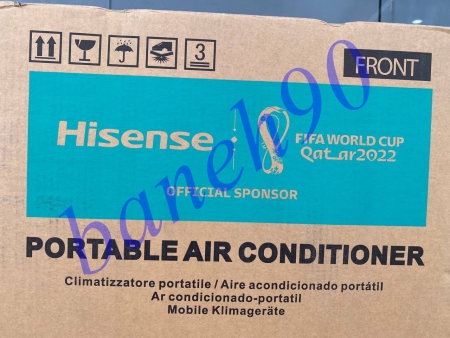 3
FRONT
Hisense
FIFA WORLD CUP
Qatar2022
OFFICIAL SPONSOR
baneh90
PORTABLE AIR CONDITIONER
Climatizzatore portatile / Aire acondicionado portátil
Ar condicionado-portatil
Mobile Klimageräte